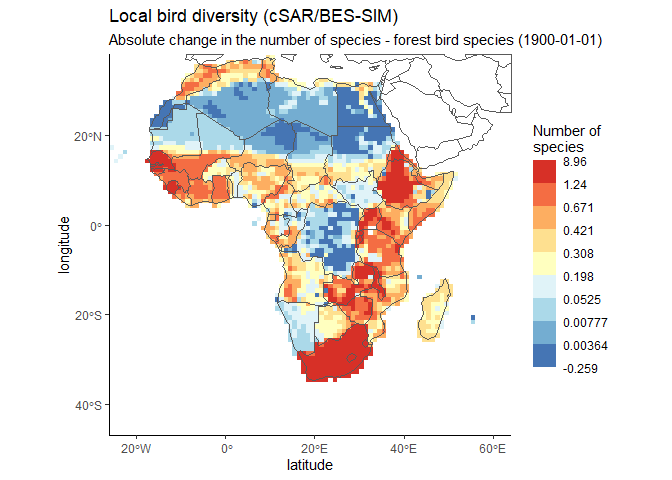 Local bird diversity (cSAR/BES-SIM)
Absolute change in the number of species - forest bird species (1900-01-01)
Number of
species
8.96
1.24
0.671
0.421
0.308
0.198
0.0525
0.00777
0.00364
-0.259
longitude
20°N
0°
20°S
40°S
20°W 0° 20°E 40°E 60°E
latitude